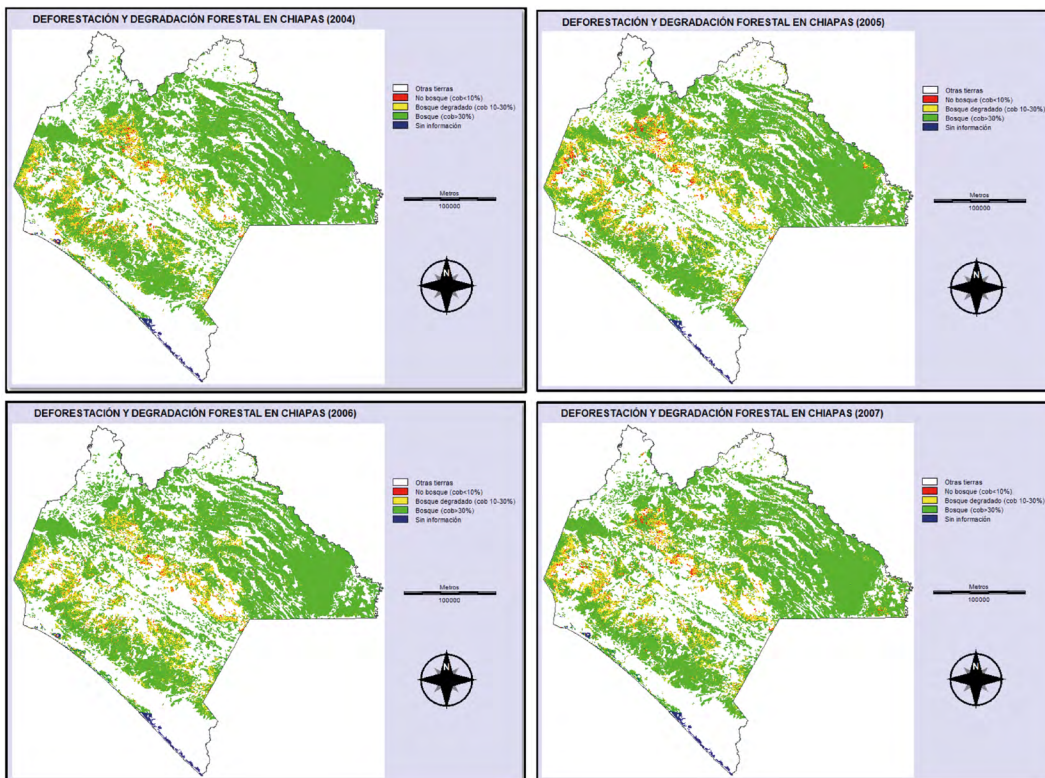 DEFORESTACIÓN Y DEGRADACIÓN FORESTAL EN CHIAPAS (2004)
Otras tierras
No bosque (cob<10%)
Bosque degradado (cob 10-30%)
Bosque (cob>30%)
Sin información
Metros
100000
N
DEFORESTACIÓN Y DEGRADACIÓN FORESTAL EN CHIAPAS (2005)
Otras tierras
No bosque (cob<10%)
Bosque degradado (cob 10-30%)
Bosque (cob>30%)
Sin información
Metros
100000
N
DEFORESTACIÓN Y DEGRADACIÓN FORESTAL EN CHIAPAS (2006)
Otras tierras
No bosque (cob<10%)
Bosque degradado (cob 10-30%)
Bosque (cob>30%)
Sin información
Metros
100000
N
DEFORESTACIÓN Y DEGRADACIÓN FORESTAL EN CHIAPAS (2007)
Otras tierras
No bosque (cob<10%)
Bosque degradado (cob 10-30%)
Bosque (cob>30%)
Sin información
Metros
100000
N